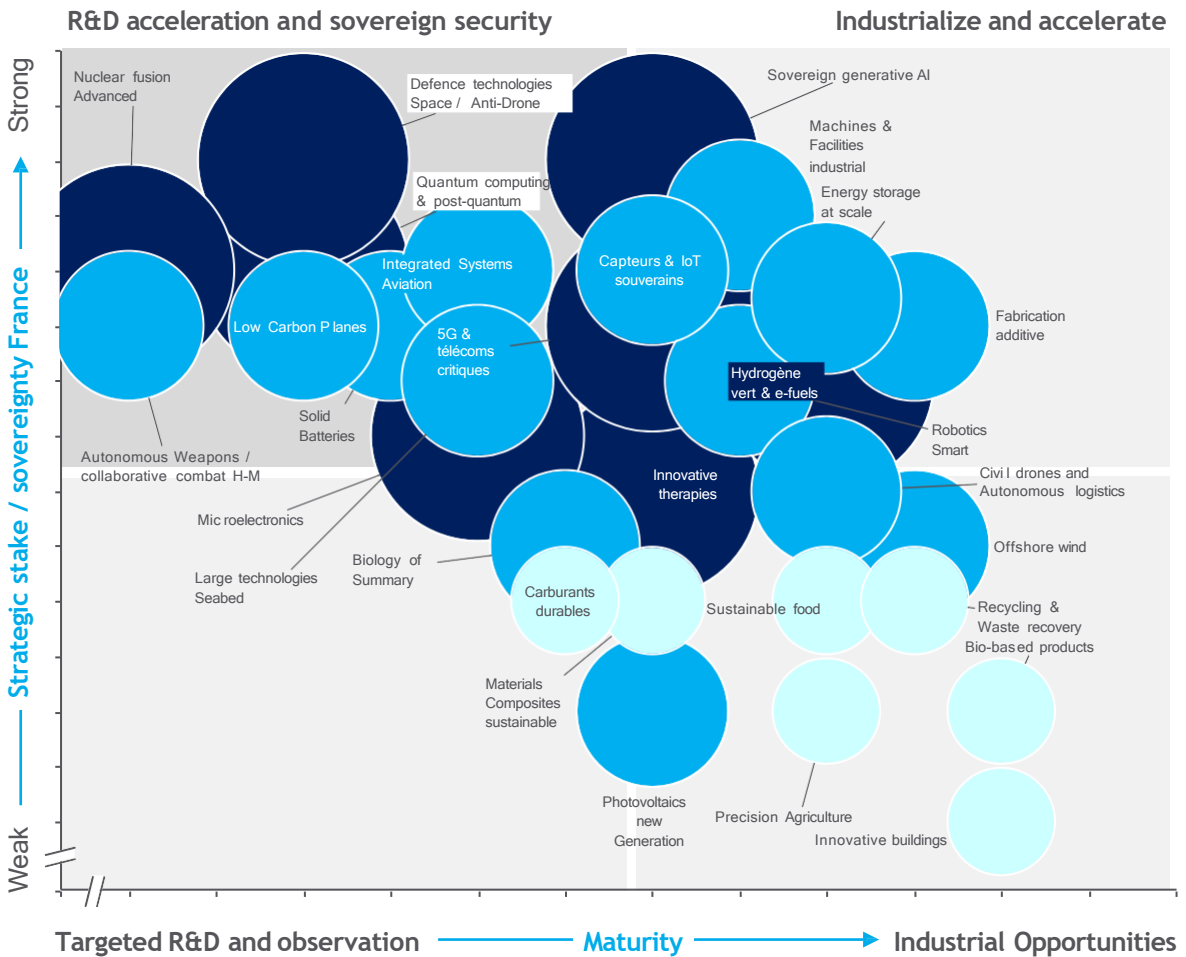 R&D acceleration and sovereign security
Industrialize and accelerate
Strong
Strategic stake / sovereignty France
Weak
Nuclear fusion
Advanced
Defence technologies
Space / Anti-Drone
Sovereign generative AI
Machines &
Facilities
industrial
Quantum computing
& post-quantum
Energy storage
at scale
Integrated Systems
Aviation
Capteurs & IoT
souverains
Low Carbon Planes
5G &
télécoms
critiques
Fabrication
additive
Hydrogène
vert & e-fuels
Solid
Batteries
Robotics
Smart
Autonomous Weapons /
collaborative combat H-M
Innovative
therapies
Civil drones and
Autonomous logistics
Microelectronics
Offshore wind
Biology of
Summary
Large technologies
Seabed
Carburants
durables
Sustainable food
Recycling &
Waste recovery
Bio-based products
Materials
Composites
sustainable
Photovoltaics
new
Generation
Precision Agriculture
Innovative buildings
Targeted R&D and observation
Maturity
Industrial Opportunities